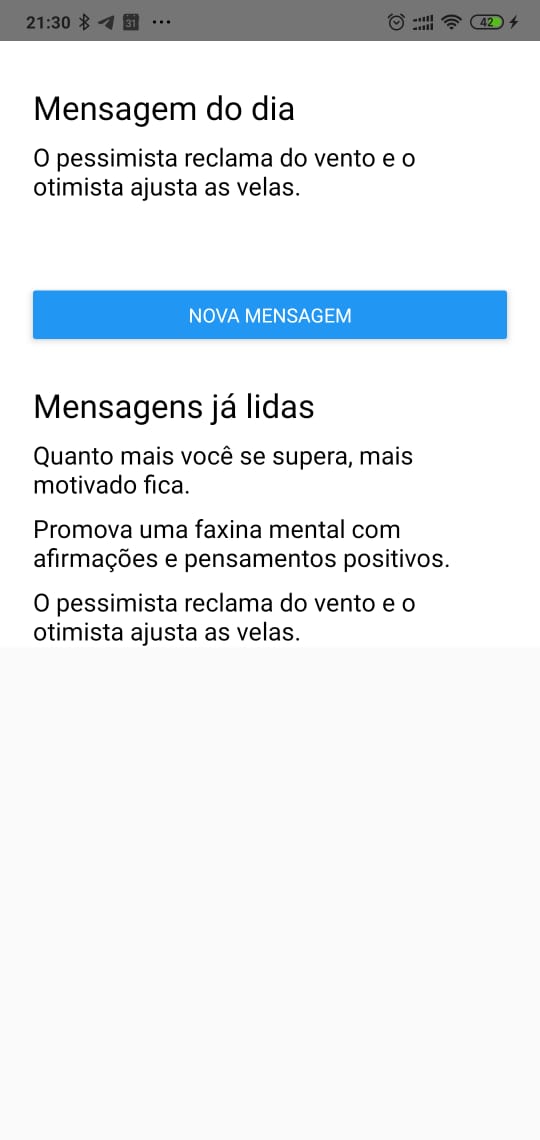 21:30 31 ... 42
Mensagem do dia
O pessimista reclama do vento e o
otimista ajusta as velas.
NOVA MENSAGEM
Mensagens já lidas
Quanto mais você se supera, mais
motivado fica.
Promova uma faxina mental com
afirmações e pensamentos positivos.
O pessimista reclama do vento e o
otimista ajusta as velas.